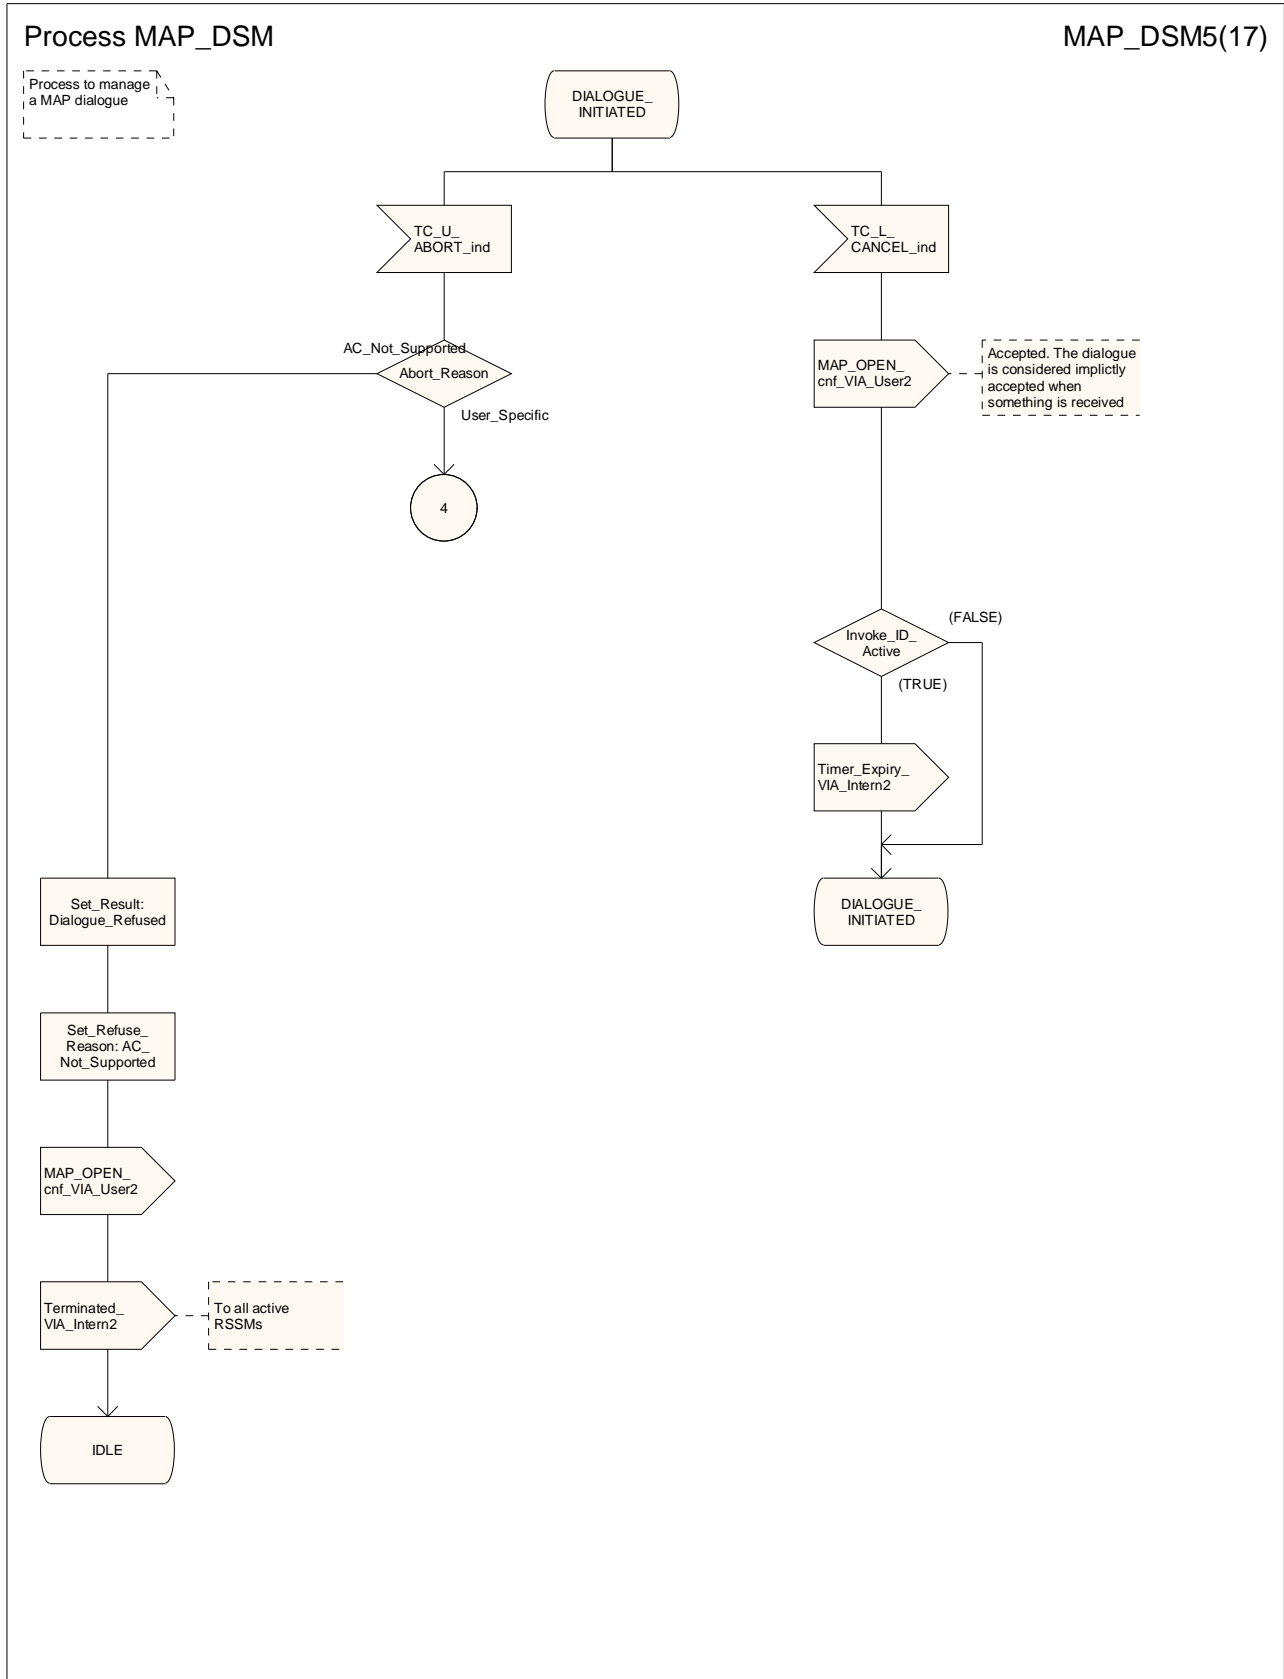 Process MAP_DSM
MAP_DSM5(17)
Process to manage
a MAP dialogue
DIALOGUE_
INITIATED
TC_U_
ABORT_ind
TC_L_
CANCEL_ind
AC_Not_Supported
Abort_Reason
User_Specific
MAP_OPEN_
cnf_VIA_User2
Accepted. The dialogue
is considered implictly
accepted when
something is received
4
(FALSE)
Invoke_ID_
Active
(TRUE)
Timer_Expiry_
VIA_Intern2
Set_Result:
Dialogue_Refused
DIALOGUE_
INITIATED
Set_Refuse_
Reason: AC_
Not_Supported
MAP_OPEN_
cnf_VIA_User2
Terminated_
VIA_Intern2
To all active
RSSMs
IDLE